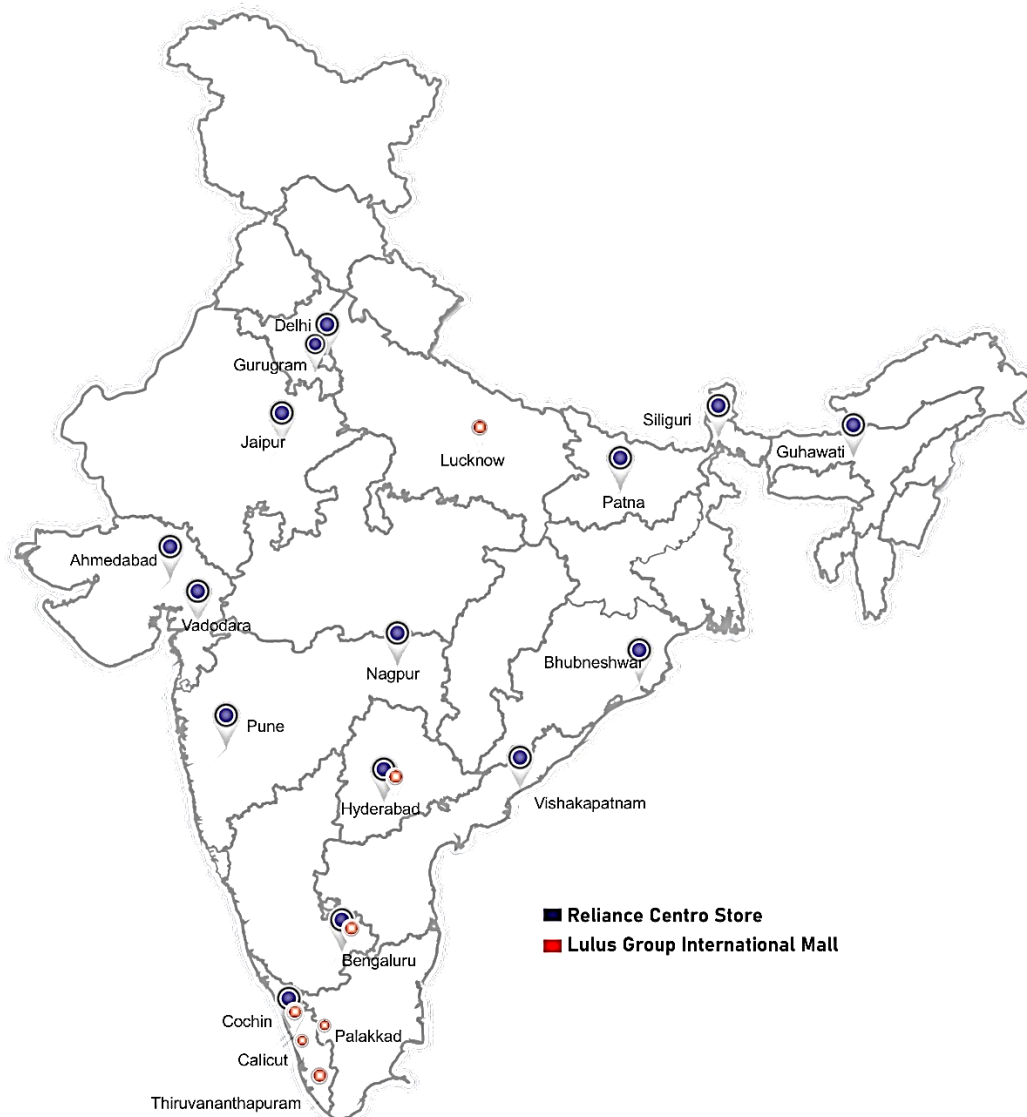 Delhi
Gurugram
Jaipur
Lucknow
Siliguri
Guhawati
Patna
Ahmedabad
Vadodara
Nagpur
Bhubneshwar
Pune
Hyderabad
Vishakapatnam
Reliance Centro Store
Lulus Group International Mall
Bengaluru
Cochin
Palakkad
Calicut
Thiruvananthapuram